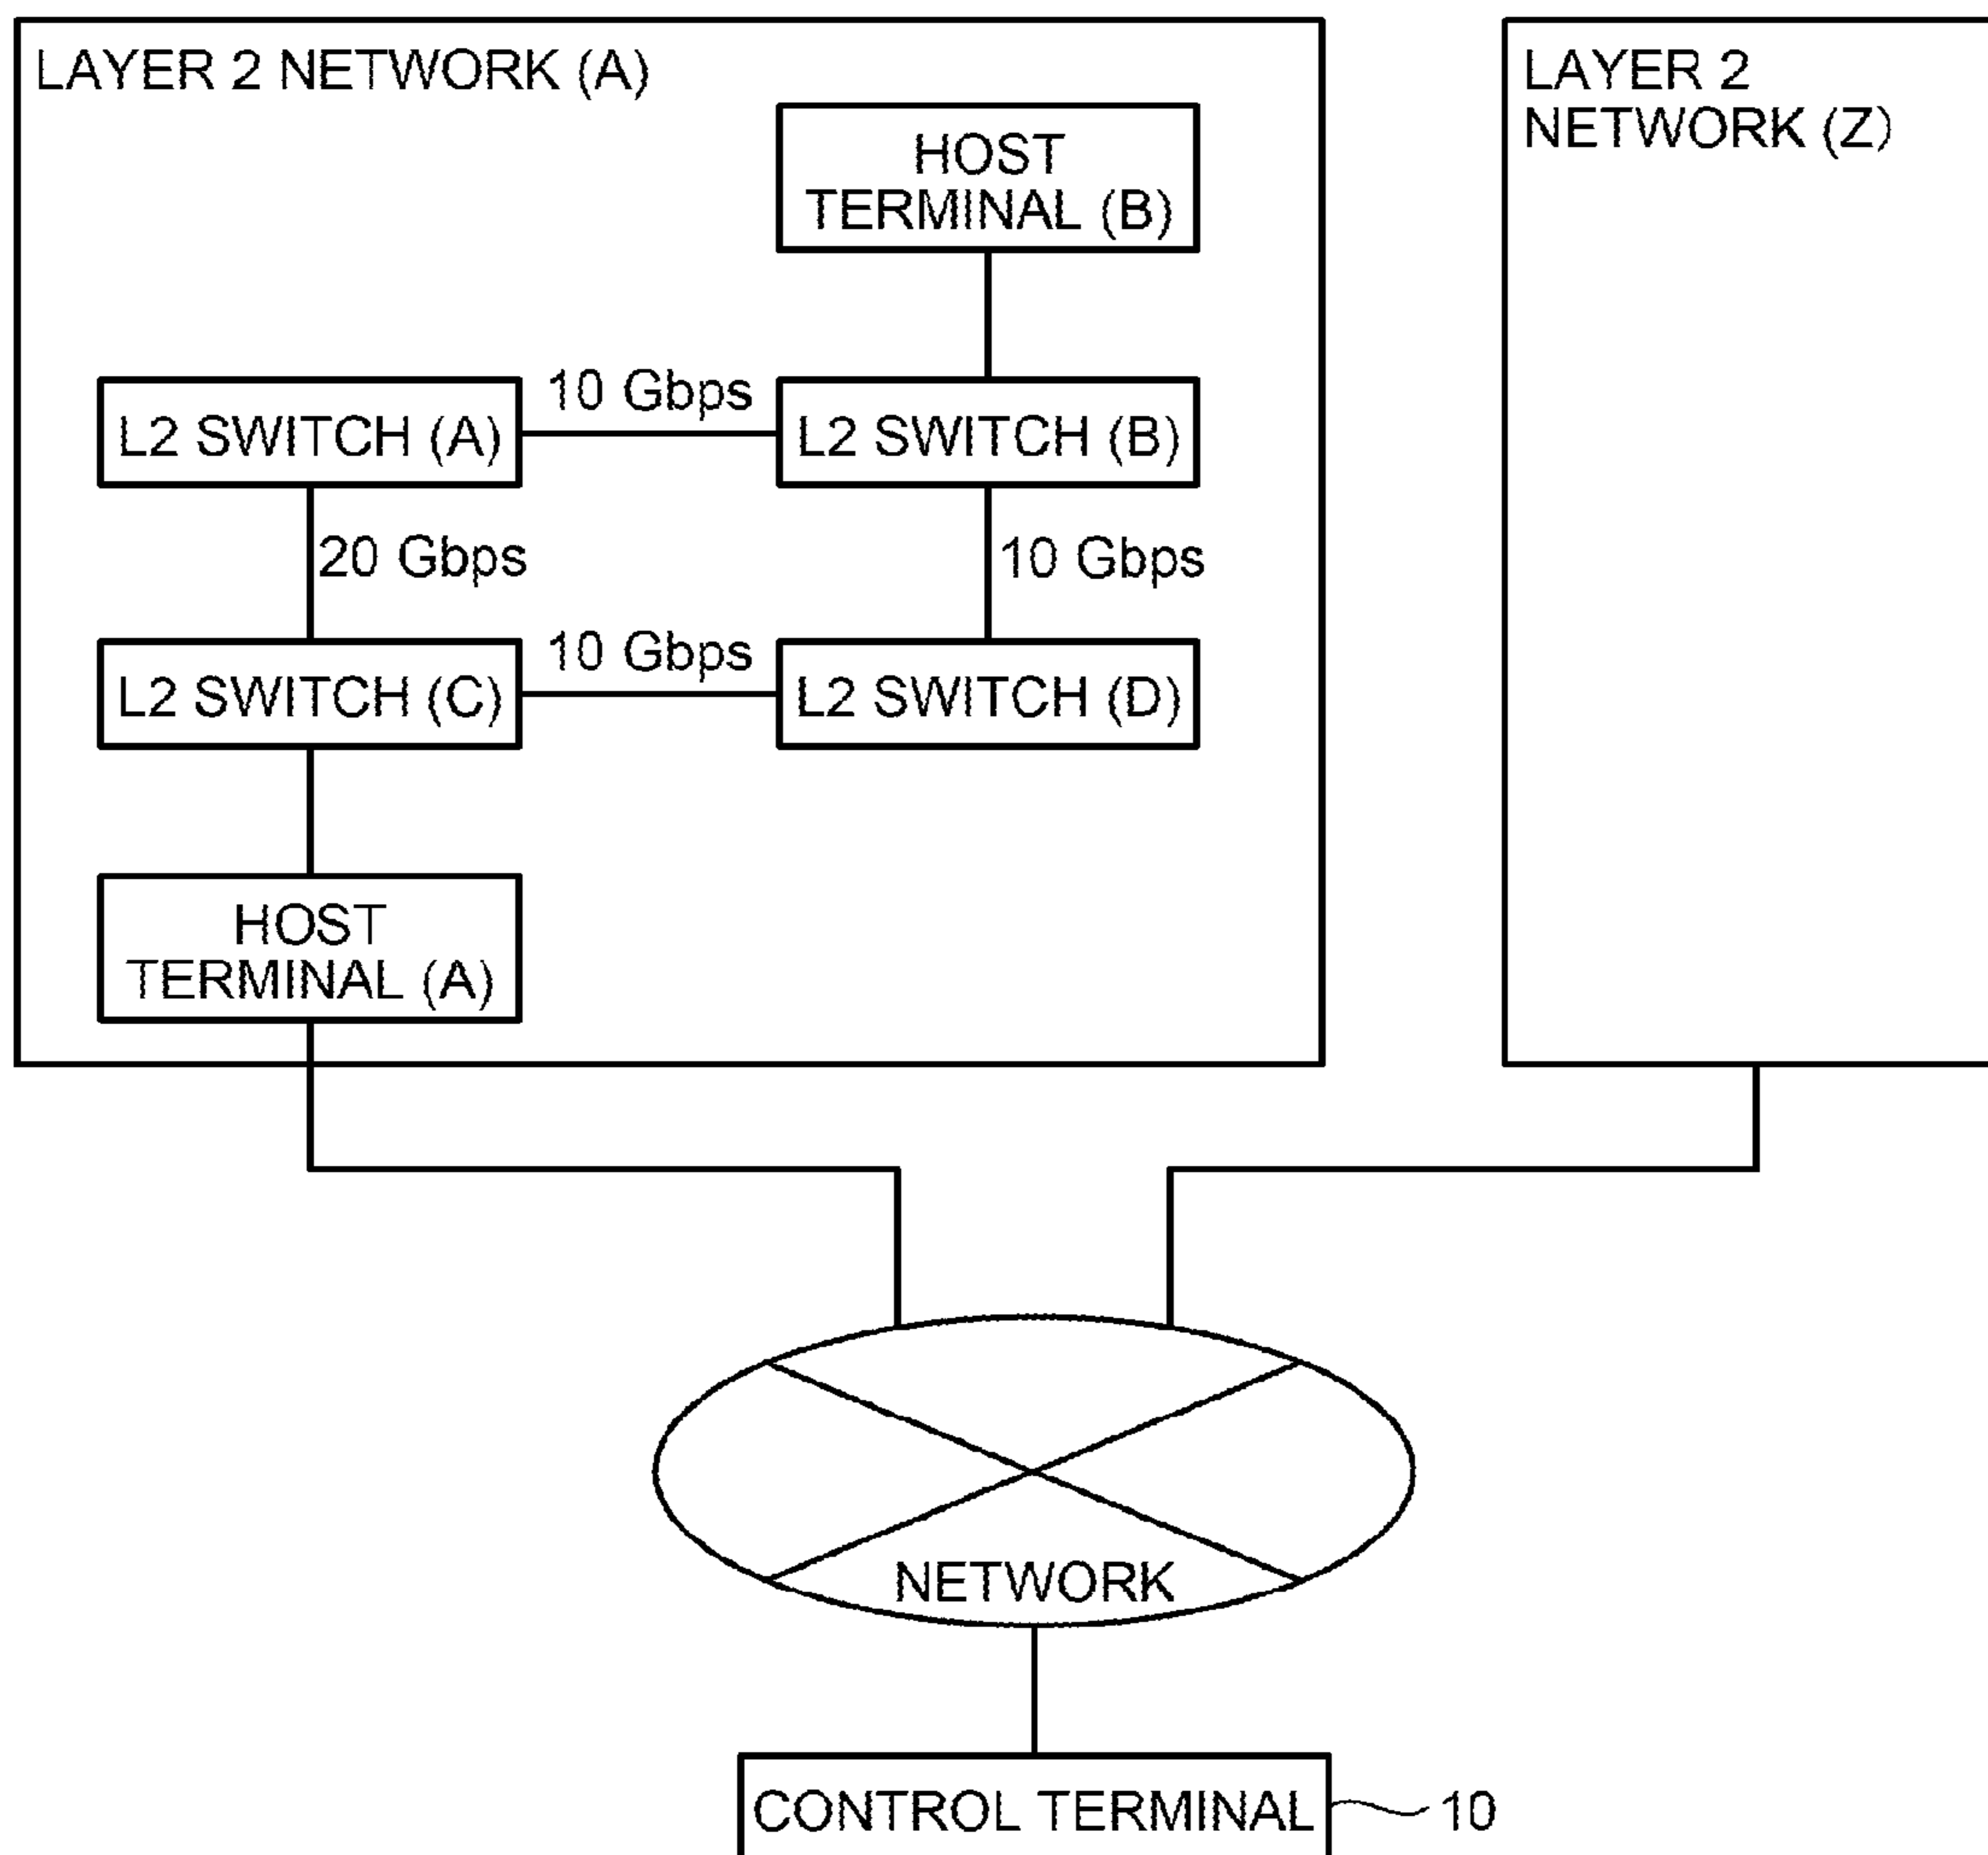 LAYER 2 NETWORK (A)
HOST
TERMINAL (B)
L2 SWITCH (A)
10 Gbps
L2 SWITCH (B)
20 Gbps
10 Gbps
L2 SWITCH (C)
10 Gbps
L2 SWITCH (D)
HOST
TERMINAL (A)
LAYER 2
NETWORK (Z)
NETWORK
CONTROL TERMINAL
10